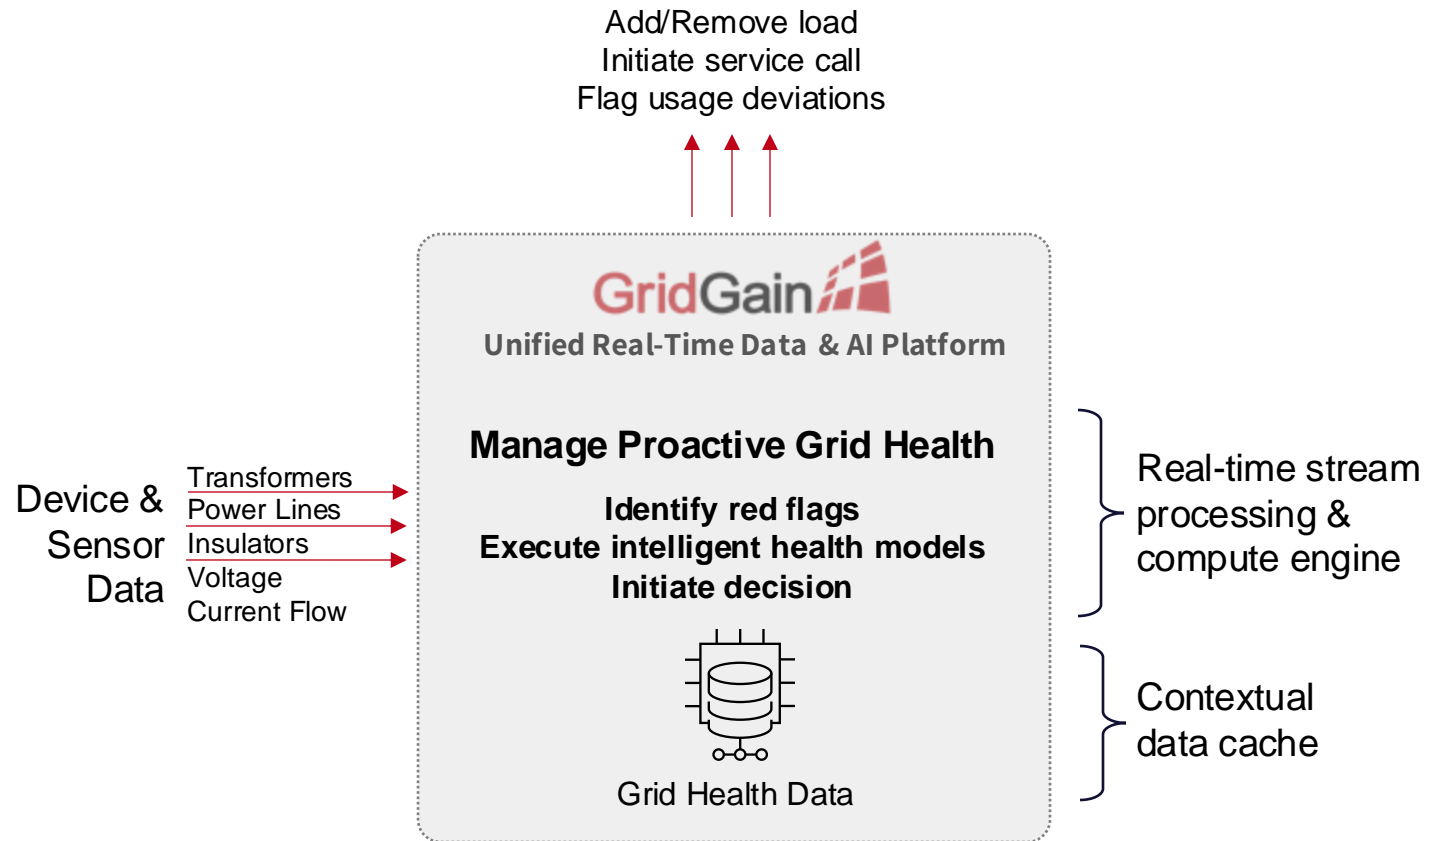 Add/Remove load
Initiate service call
Flag usage deviations
GridGain
Unified Real-Time Data & AI Platform
Manage Proactive Grid Health
Identify red flags
Execute intelligent health models
Initiate decision
Grid Health Data
Device &
Sensor
Data
Transformers
Power Lines
Insulators
Voltage
Current Flow
Real-time stream
processing &
compute engine
Contextual
data cache